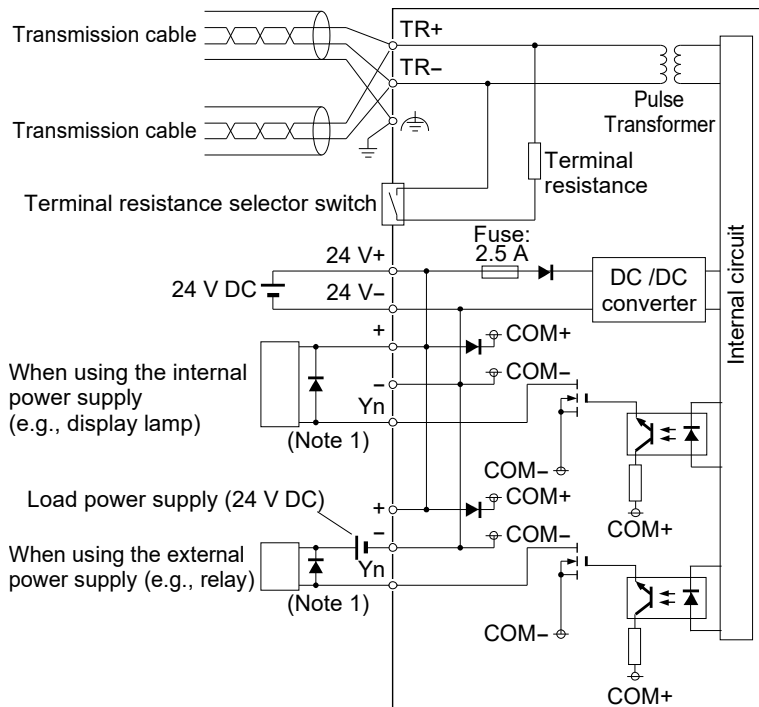 Transmission cable
TR+
TR−
Pulse
Transformer
Transmission cable
Terminal
resistance
Terminal resistance selector switch
Internal circuit
Fuse:
2.5 A
24 V+
24 V DC
24 V−
DC /DC
converter
+
COM+
When using the internal
power supply
(e.g., display lamp)
−
COM−
Yn
(Note 1)
COM−
COM+
Load power supply (24 V DC)
+
COM+
−
COM−
When using the external
power supply (e.g., relay)
Yn
(Note 1)
COM−
COM+